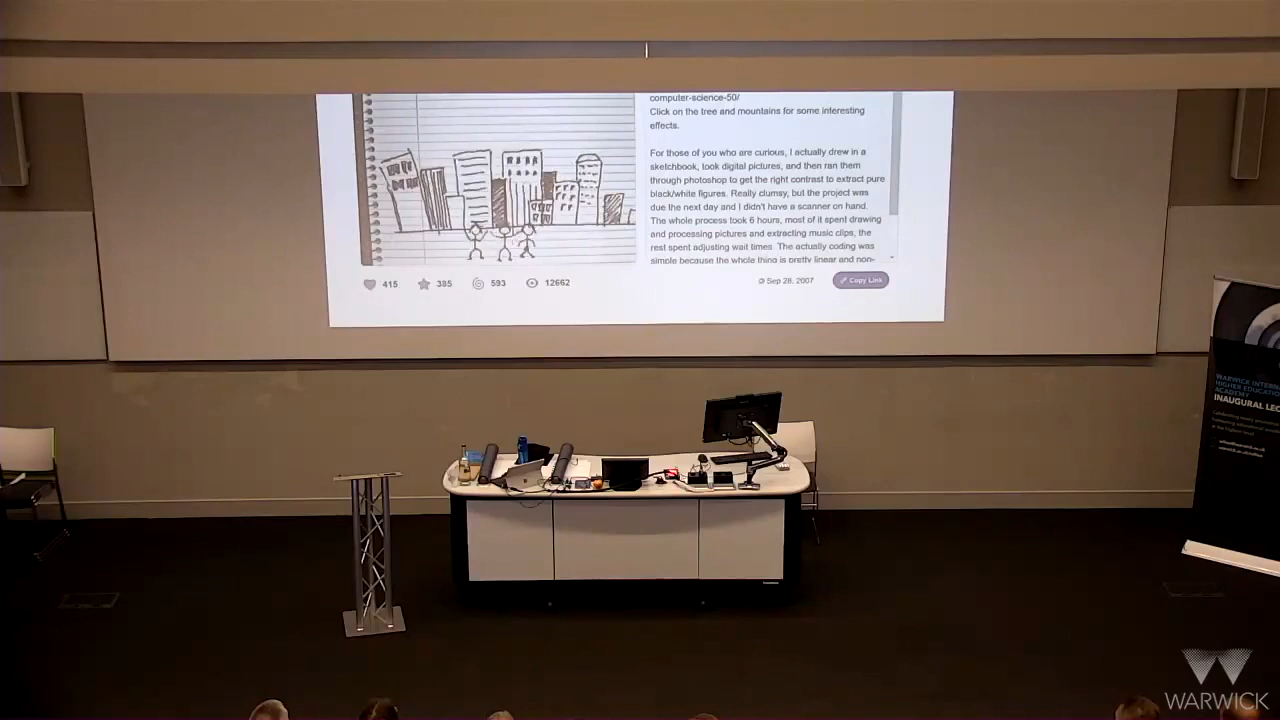 computer-science-50/
Click on the tree and mountains for some interesting
effects.
For those of you who are curious, I actually drew in a
sketchbook, took digital pictures, and then ran them
through photoshop to get the right contrast to extract pure
black/white figures. Really clumsy, but the project was
due the next day and I didn't have a scanner on hand.
The whole process took 6 hours, most of it spent drawing
and processing pictures and extracting music clips, the
rest spent adjusting wait times. The actually coding was
simple because the whole thing is pretty linear and non-
415 385 593 12662
Sep 28, 2007
Copy Link
WARWICK INTERN
HIGHER EDUCATIO
ACADEMY
INAUGURAL LEC
WARWICK